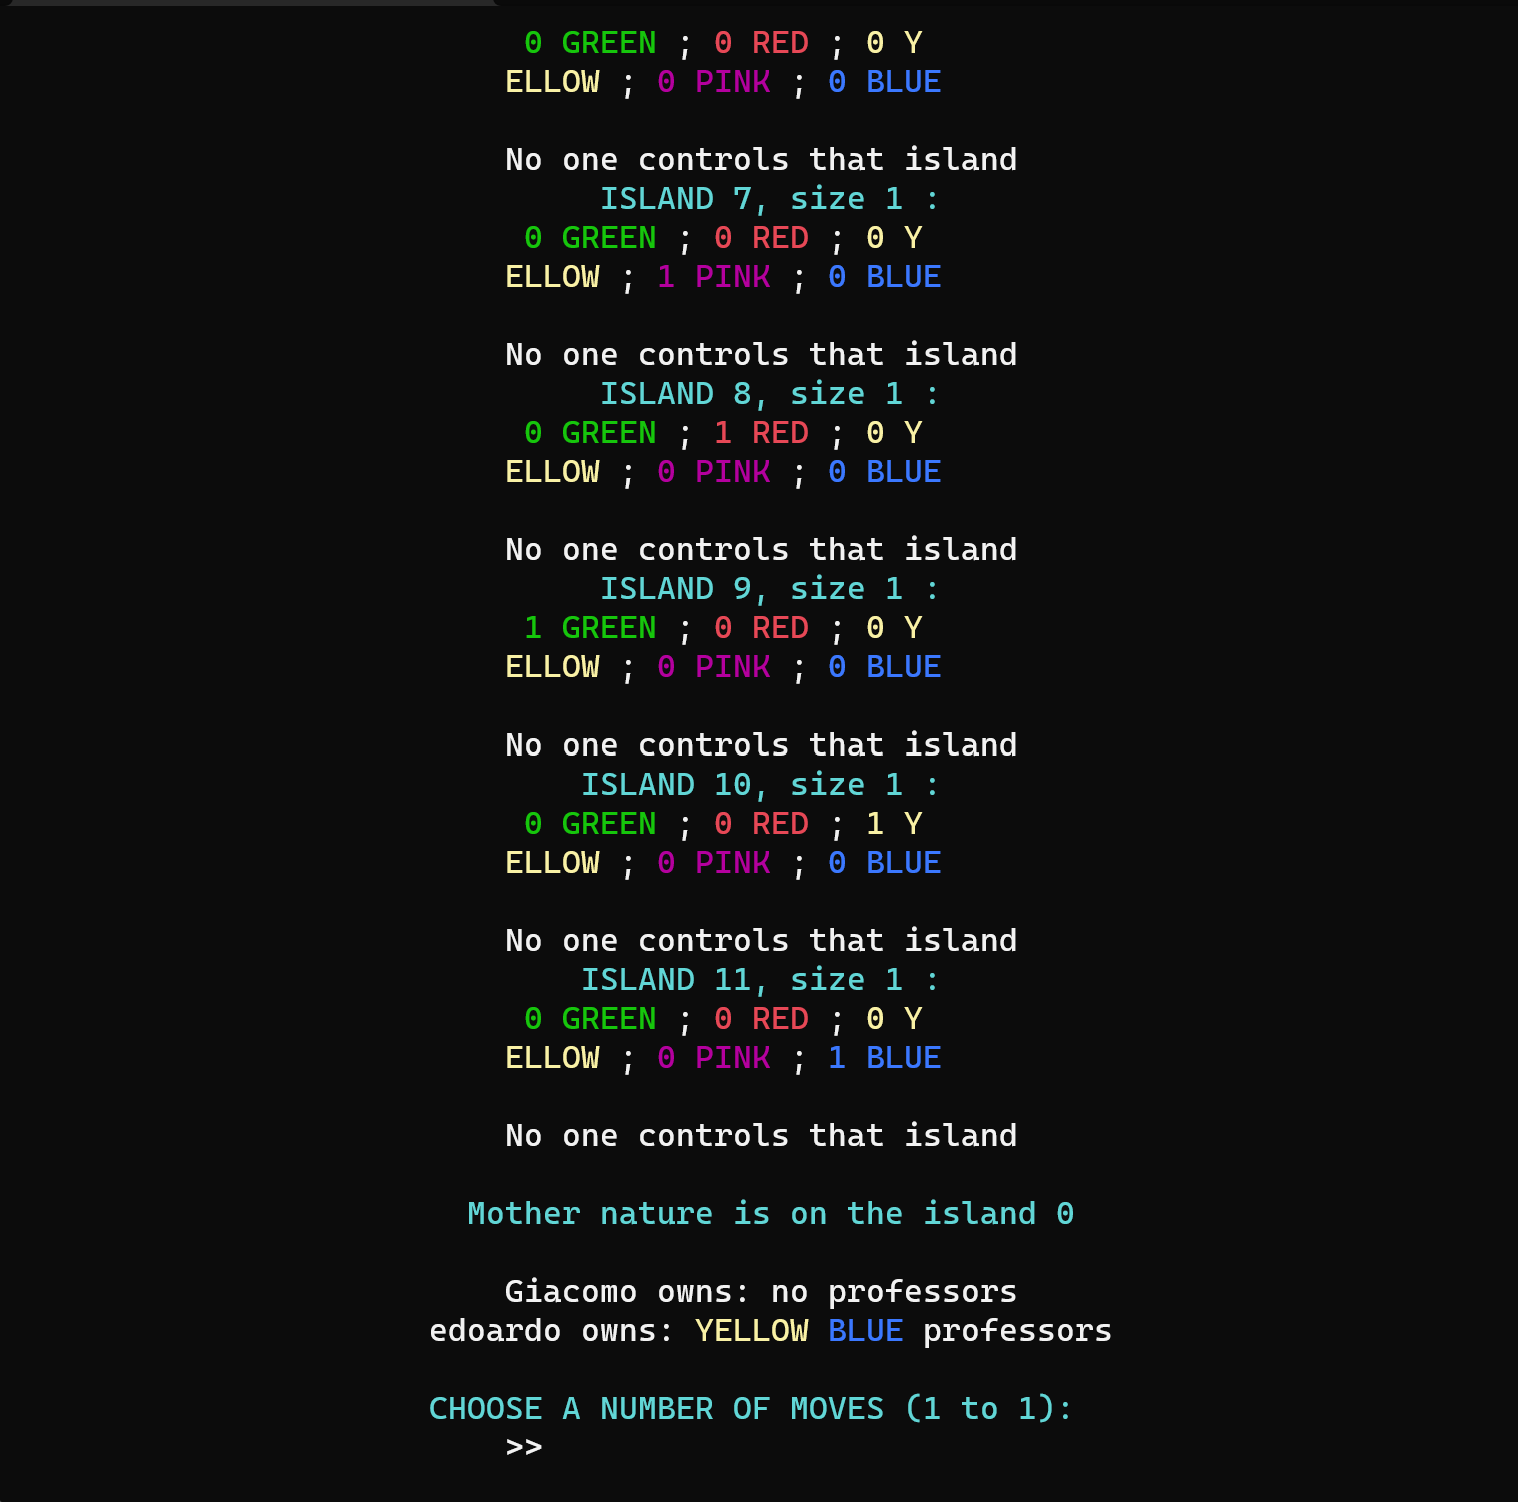 0 GREEN ; 0 RED ; 0 Y
ELLOW ; 0 PINK ; 0 BLUE
No one controls that island
ISLAND 7, size 1 :
0 GREEN ; 0 RED ; 0 Y
ELLOW ; 1 PINK ; 0 BLUE
No one controls that island
ISLAND 8, size 1 :
0 GREEN ; 1 RED ; 0 Y
ELLOW ; 0 PINK ; 0 BLUE
No one controls that island
ISLAND 9, size 1 :
1 GREEN ; 0 RED ; 0 Y
ELLOW ; 0 PINK ; 0 BLUE
No one controls that island
ISLAND 10, size 1 :
0 GREEN ; 0 RED ; 1 Y
ELLOW ; 0 PINK ; 0 BLUE
No one controls that island
ISLAND 11, size 1 :
0 GREEN ; 0 RED ; 0 Y
ELLOW ; 0 PINK ; 1 BLUE
No one controls that island
Mother nature is on the island 0
Giacomo owns: no professors
edoardo owns: YELLOW BLUE professors
CHOOSE A NUMBER OF MOVES (1 to 1):
>>